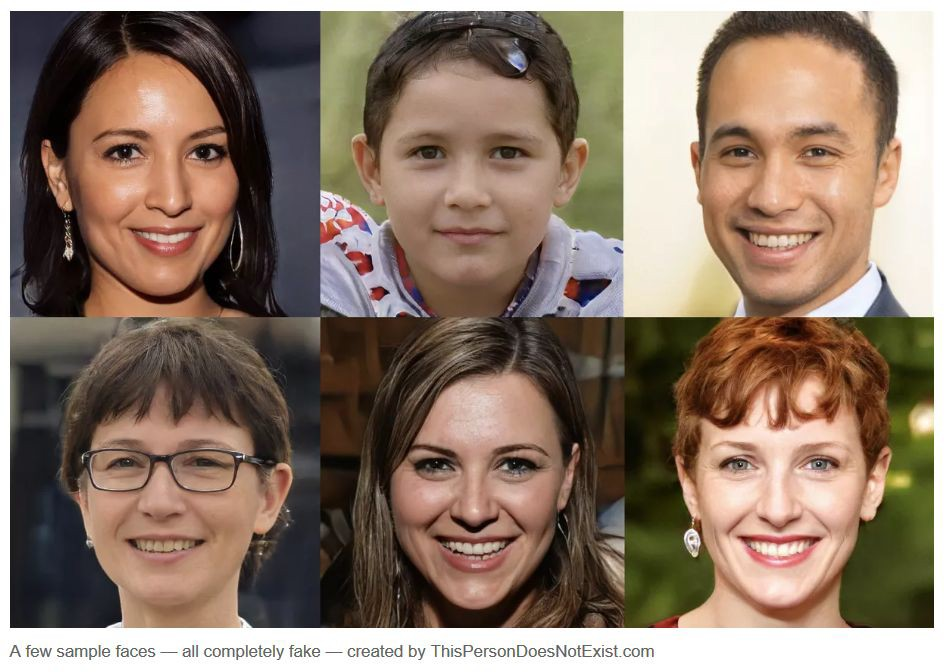 A few sample faces — all completely fake — created by ThisPersonDoesNotExist.com